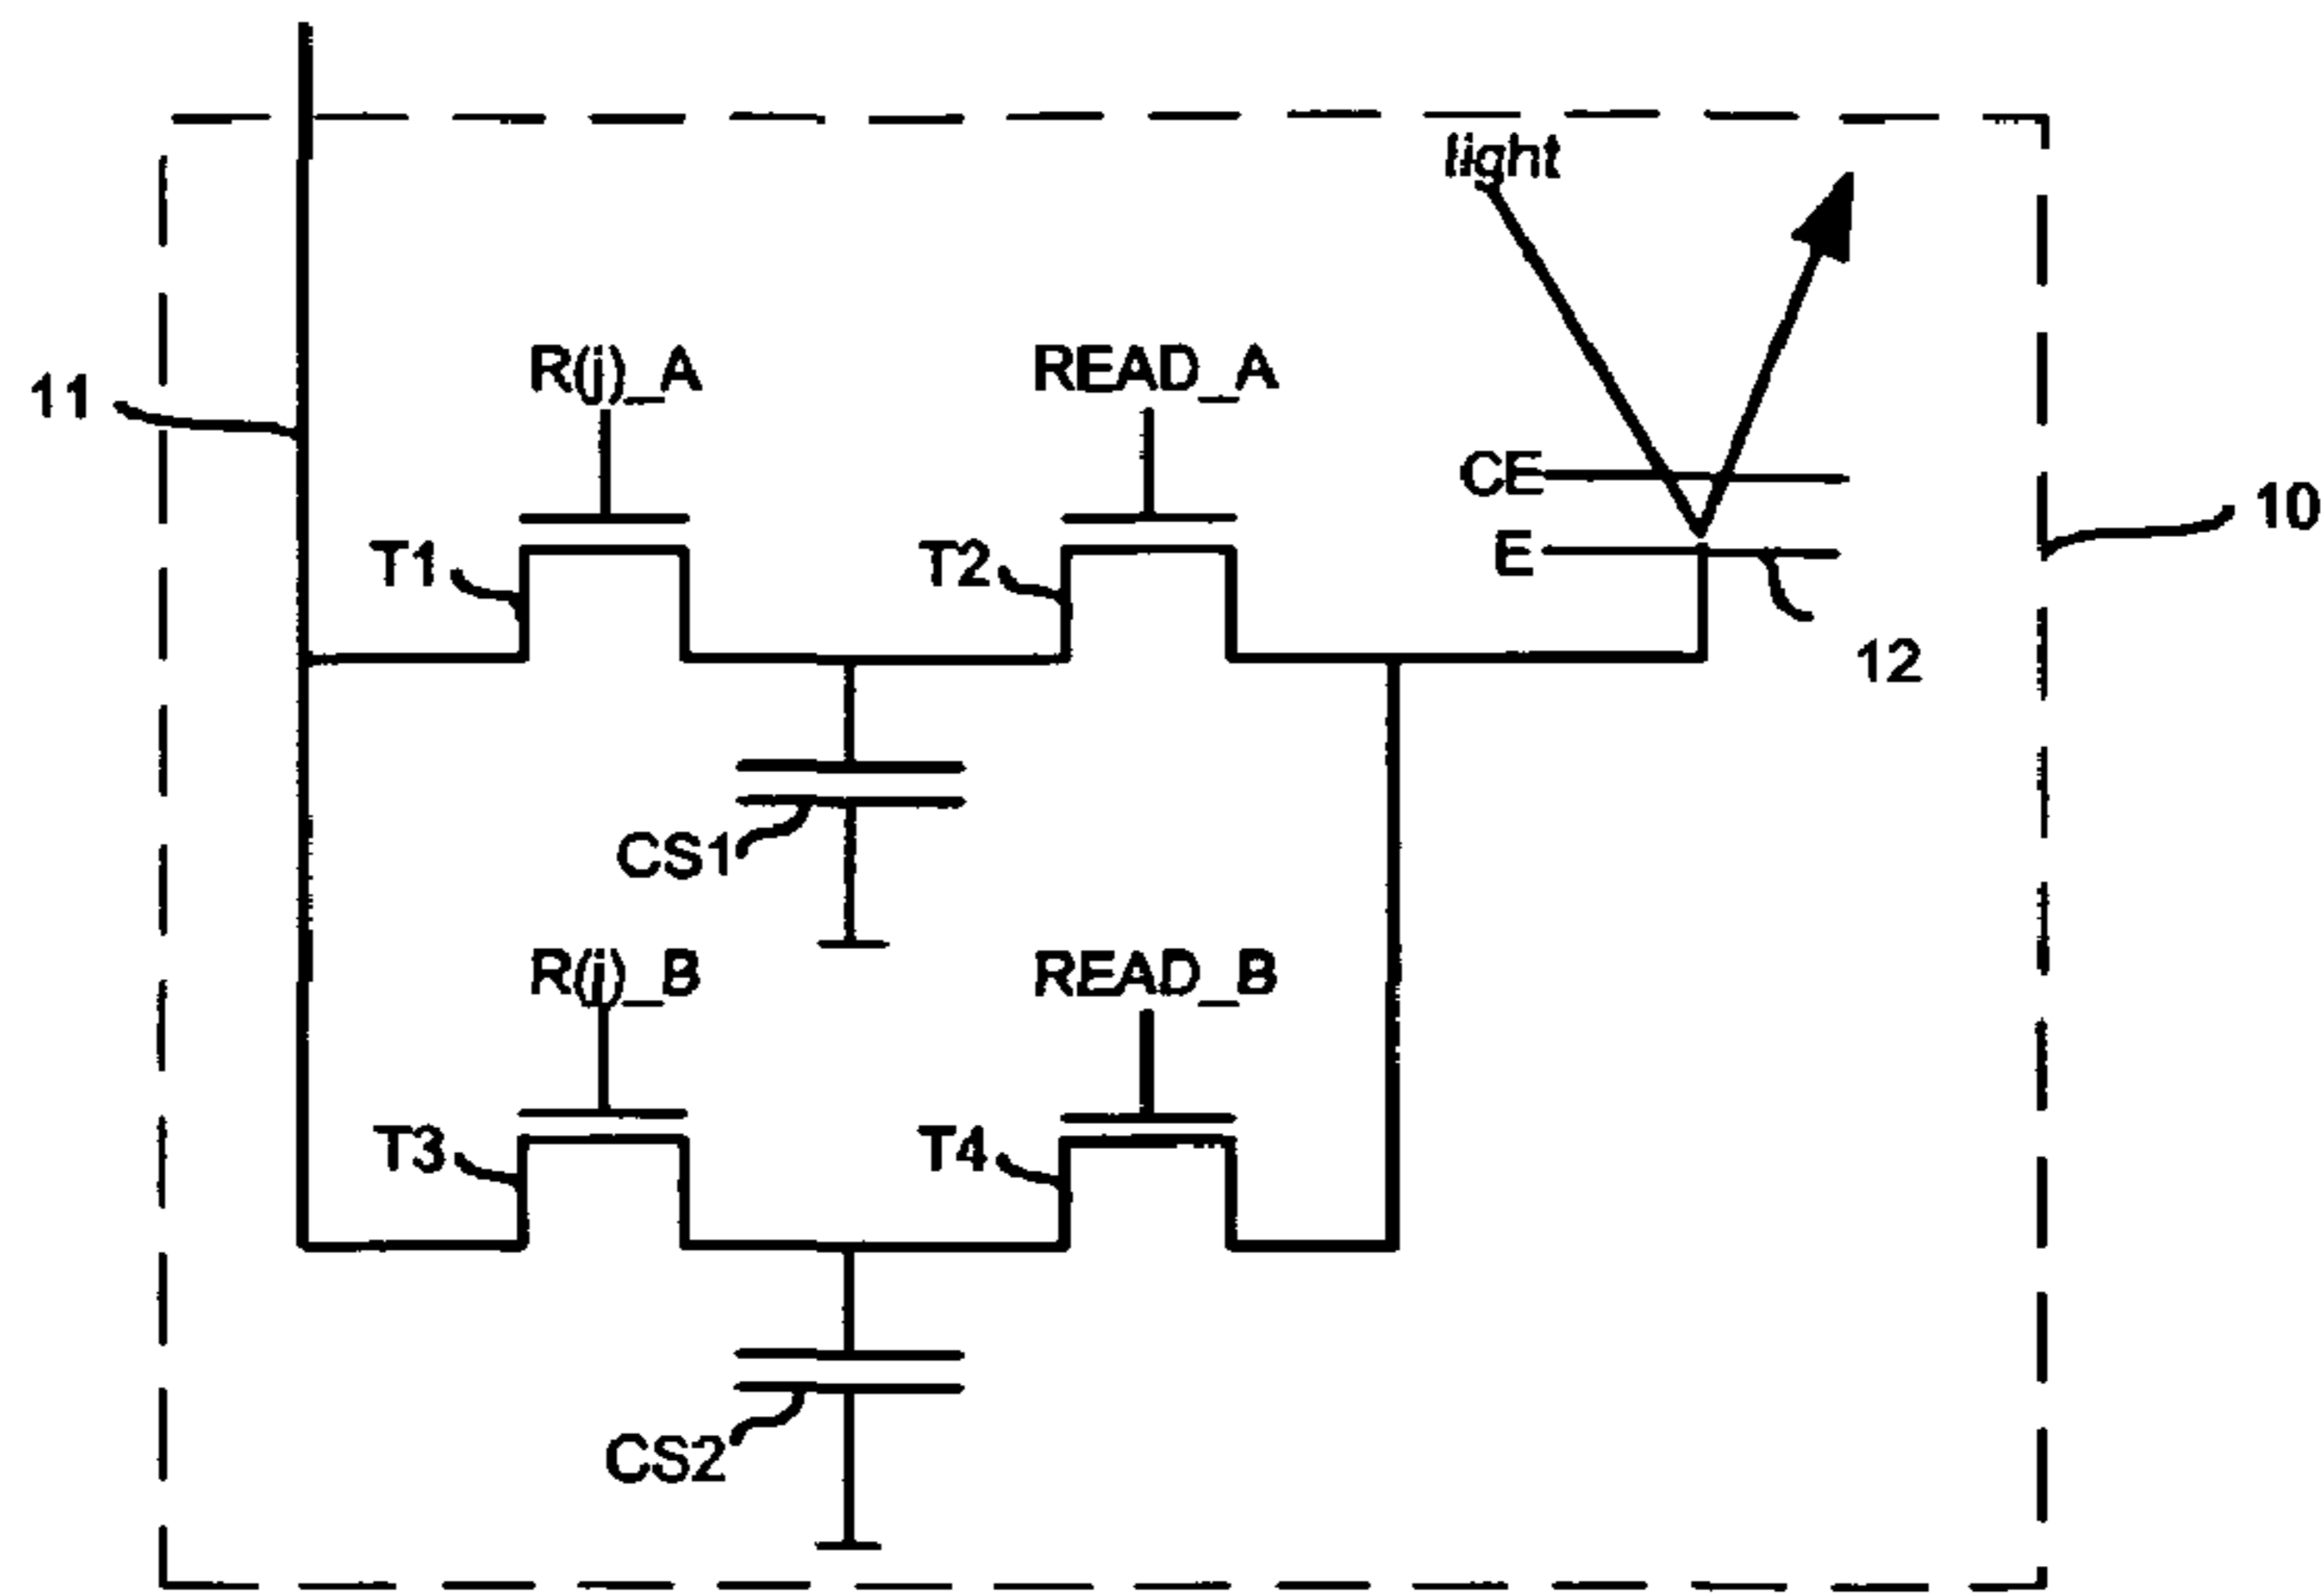 light
R(j)_A
READ_A
11
CE
10
T1
T2
E
12
CS1
R(j)_B
READ_B
T3
T4
CS2